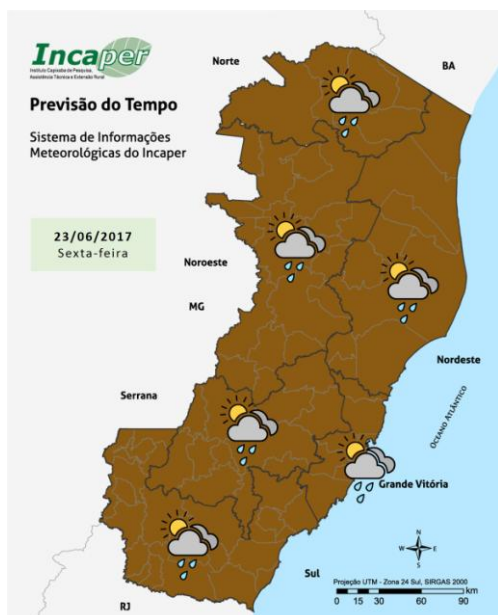 Incaper
Instituto Capixaba de Pesquisa,
Assistência Técnica e Extensão Rural
Previsão do Tempo
Sistema de Informações
Meteorológicas do Incaper
23/06/2017
Sexta-feira
Norte
BA
Noroeste
MG
Nordeste
OCEANO ATLÂNTICO
Serrana
Grande Vitória
Sul
RJ
N
W E
S
Projeção UTM - Zona 24 Sul, SIRGAS 2000
km
0 15 30 60 90